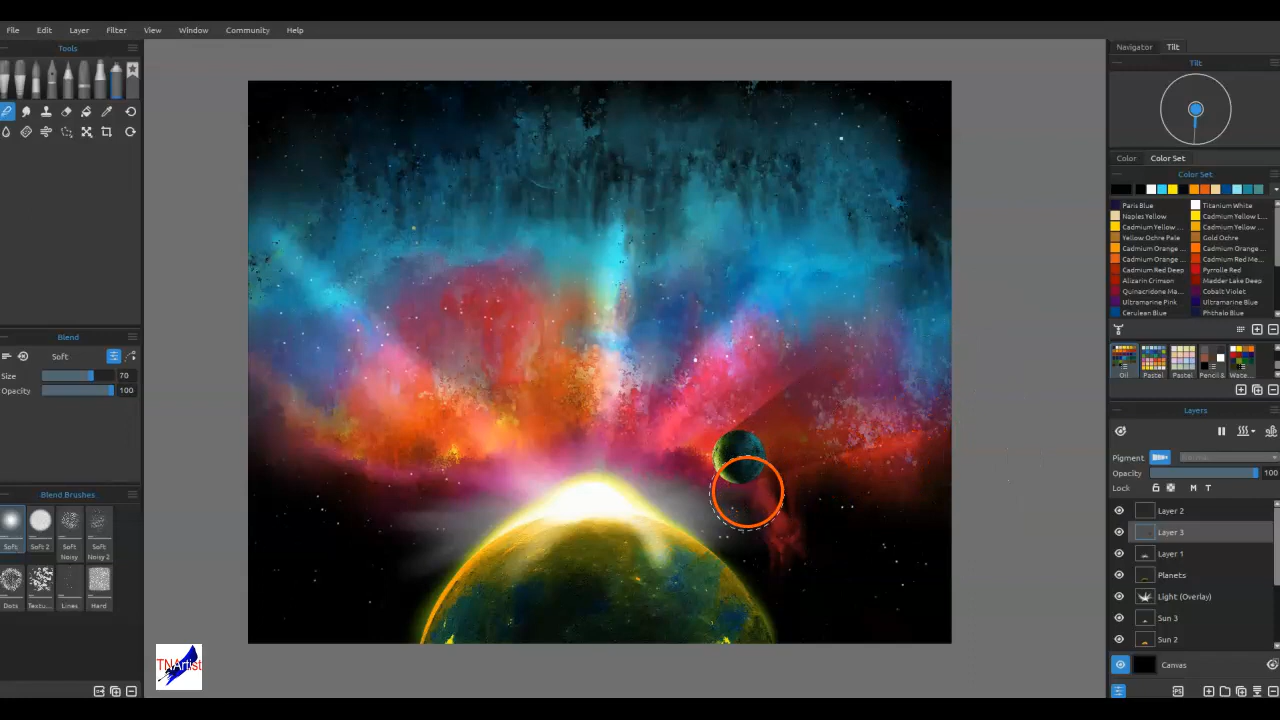 File Edit Layer Filter View Window Community Help
Tools
Navigator Tilt
Tilt
Color Color Set
Color Set
Paris Blue Titanium White
Naples Yellow Cadmium Yellow L...
Cadmium Yellow ... Cadmium Yellow ...
Yellow Ochre Pale Gold Ochre
Cadmium Orange ... Cadmium Orange ...
Cadmium Orange ... Cadmium Red Me...
Cadmium Red Deep Pyrrolle Red
Alizarin Crimson Madder Lake Deep
Quinacridone Ma... Cobalt Violet
Ultramarine Pink Ultramarine Blue
Cerulean Blue Phthalo Blue
Blend
Soft
Size 70
Opacity 100
Oil Pastel Pastel Pencil & Wate...
Layers
Pigment
Opacity 100
Lock M T
Blend Brushes
Soft Soft 2 Soft Noisy Soft Noisy 2
Dots Textu... Lines Hard
Layer 2
Layer 3
Layer 1
Planets
Light (Overlay)
Sun 3
Sun 2
Canvas
TNArtist